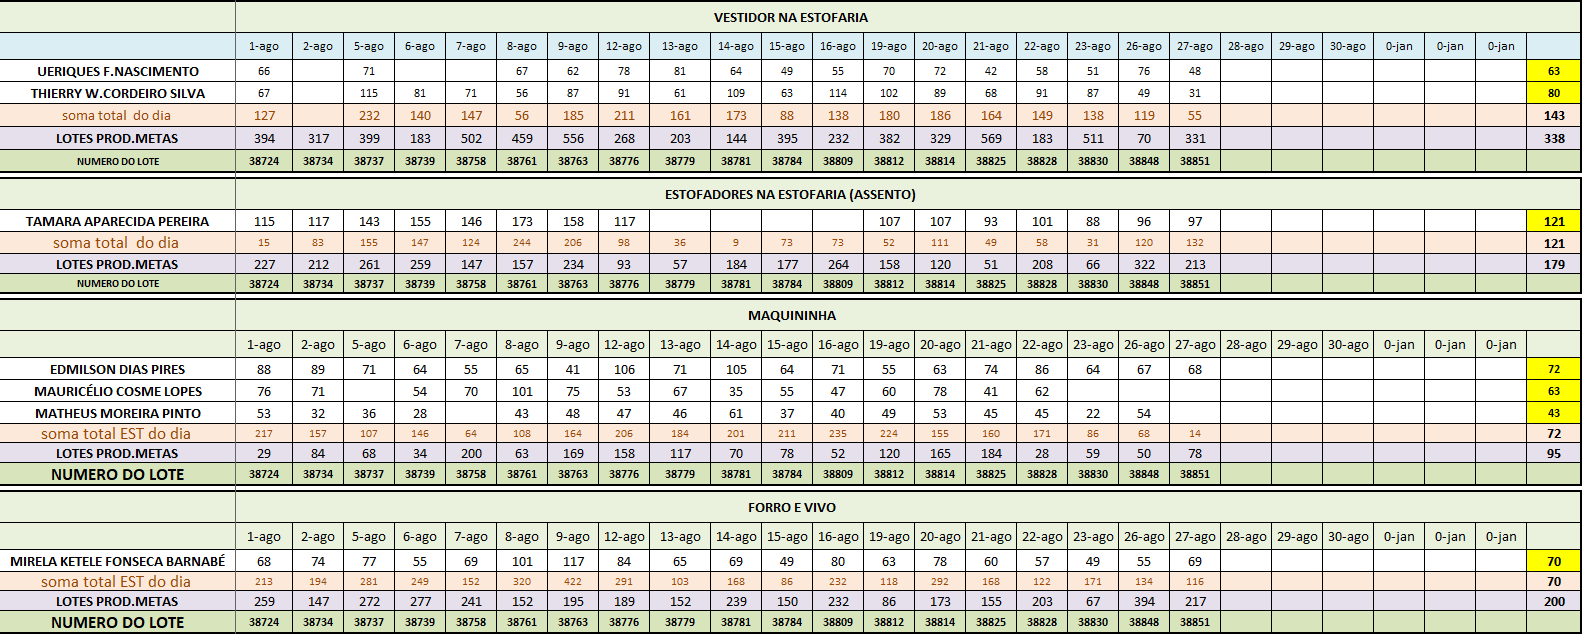 VESTIDOR NA ESTOFARIA
1-ago 2-ago 5-ago 6-ago 7-ago 8-ago 9-ago 12-ago 13-ago 14-ago 15-ago 16-ago 19-ago 20-ago 21-ago 22-ago 23-ago 26-ago 27-ago 28-ago 29-ago 30-ago 0-jan 0-jan 0-jan
UERIQUES F.NASCIMENTO 66 71 67 62 78 81 64 49 55 70 72 42 58 51 76 48 63
THIERRY W.CORDEIRO SILVA 67 115 81 71 56 87 91 61 109 63 114 102 89 68 91 87 49 31 80
soma total do dia 127 232 140 147 56 185 211 161 173 88 138 180 186 164 149 138 119 55 143
LOTES PROD.METAS 394 317 399 183 502 459 556 268 203 144 395 232 382 329 569 183 511 70 331 338
NUMERO DO LOTE 38724 38734 38737 38739 38758 38761 38763 38776 38779 38781 38784 38809 38812 38814 38825 38828 38830 38848 38851
ESTOFADORES NA ESTOFARIA (ASSENTO)
TAMARA APARECIDA PEREIRA 115 117 143 155 146 173 158 117 107 107 93 101 88 96 97 121
soma total do dia 15 83 155 147 124 244 206 98 36 9 73 73 52 111 49 58 31 120 132 121
LOTES PROD.METAS 227 212 261 259 147 157 234 93 57 184 177 264 158 120 51 208 66 322 213 179
NUMERO DO LOTE 38724 38734 38737 38739 38758 38761 38763 38776 38779 38781 38784 38809 38812 38814 38825 38828 38830 38848 38851
MAQUININHA
1-ago 2-ago 5-ago 6-ago 7-ago 8-ago 9-ago 12-ago 13-ago 14-ago 15-ago 16-ago 19-ago 20-ago 21-ago 22-ago 23-ago 26-ago 27-ago 28-ago 29-ago 30-ago 0-jan 0-jan 0-jan
EDMILSON DIAS PIRES 88 89 71 64 55 65 41 106 71 105 64 71 55 63 74 86 64 67 68 72
MAURICÉLIO COSME LOPES 76 71 54 70 101 75 53 67 35 55 47 60 78 41 62 63
MATHEUS MOREIRA PINTO 53 32 36 28 43 48 47 46 61 37 40 49 53 45 45 22 54 43
soma total EST do dia 217 157 107 146 64 108 164 206 184 201 211 235 224 155 160 171 86 68 14 72
LOTES PROD.METAS 29 84 68 34 200 63 169 158 117 70 78 52 120 165 184 28 59 50 78 95
NUMERO DO LOTE 38724 38734 38737 38739 38758 38761 38763 38776 38779 38781 38784 38809 38812 38814 38825 38828 38830 38848 38851
FORRO E VIVO
1-ago 2-ago 5-ago 6-ago 7-ago 8-ago 9-ago 12-ago 13-ago 14-ago 15-ago 16-ago 19-ago 20-ago 21-ago 22-ago 23-ago 26-ago 27-ago 28-ago 29-ago 30-ago 0-jan 0-jan 0-jan
MIRELA KETELE FONSECA BARNABÉ 68 74 77 55 69 101 117 84 65 69 49 80 63 78 60 57 49 55 69 70
soma total EST do dia 213 194 281 249 152 320 422 291 103 168 86 232 118 292 168 122 171 134 116 70
LOTES PROD.METAS 259 147 272 277 241 152 195 189 152 239 150 232 86 173 155 203 67 394 217 200
NUMERO DO LOTE 38724 38734 38737 38739 38758 38761 38763 38776 38779 38781 38784 38809 38812 38814 38825 38828 38830 38848 38851